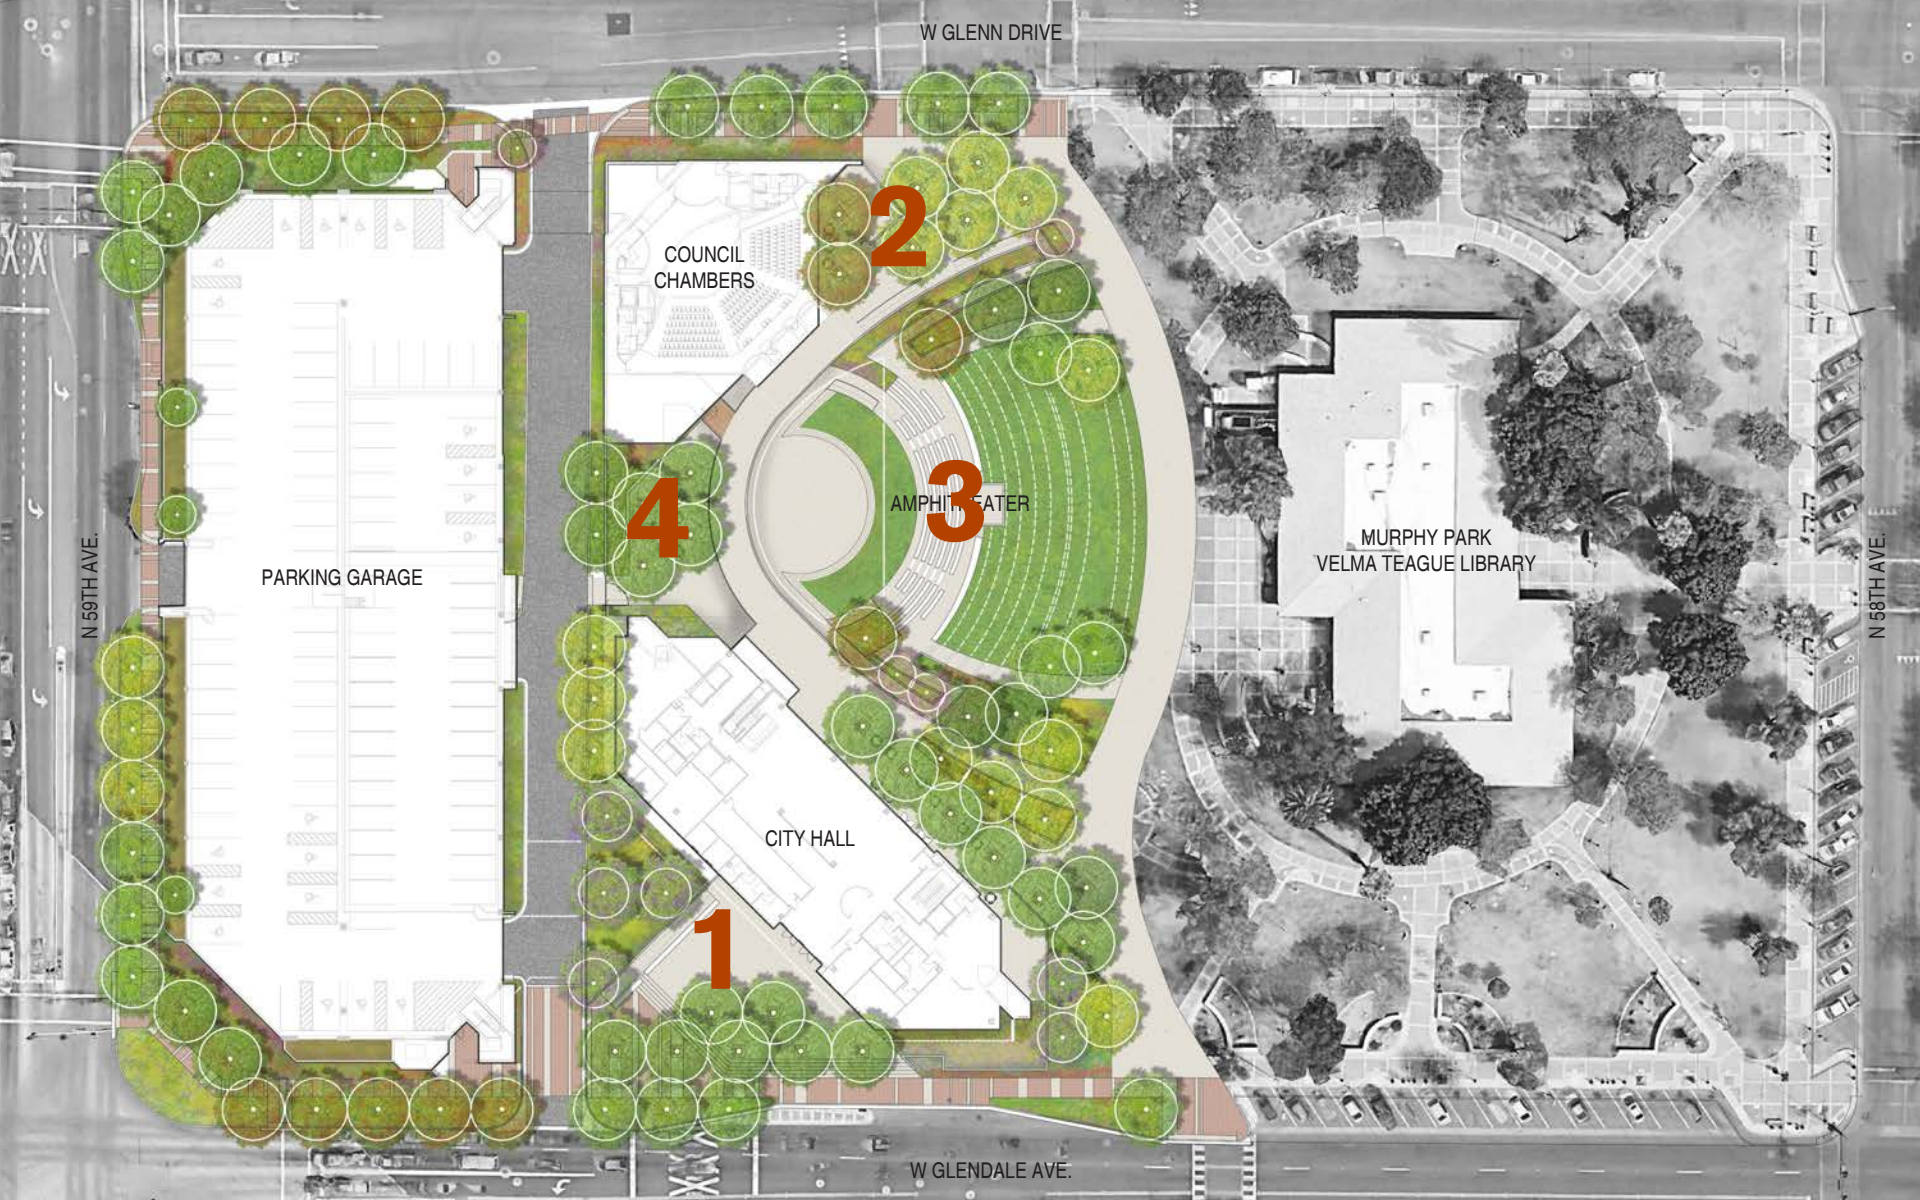 W GLENN DRIVE
2
COUNCIL
CHAMBERS
4
AMPHITHEATER
3
MURPHY PARK
VELMA TEAGUE LIBRARY
N 59TH AVE.
PARKING GARAGE
N 58TH AVE.
CITY HALL
1
W GLENDALE AVE.